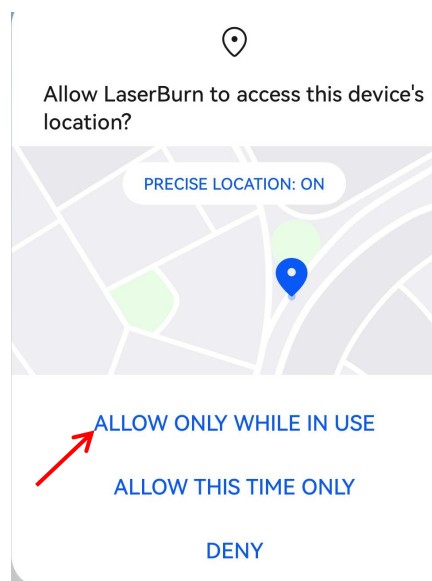 Allow LaserBurn to access this device's
location?
PRECISE LOCATION: ON
ALLOW ONLY WHILE IN USE
ALLOW THIS TIME ONLY
DENY